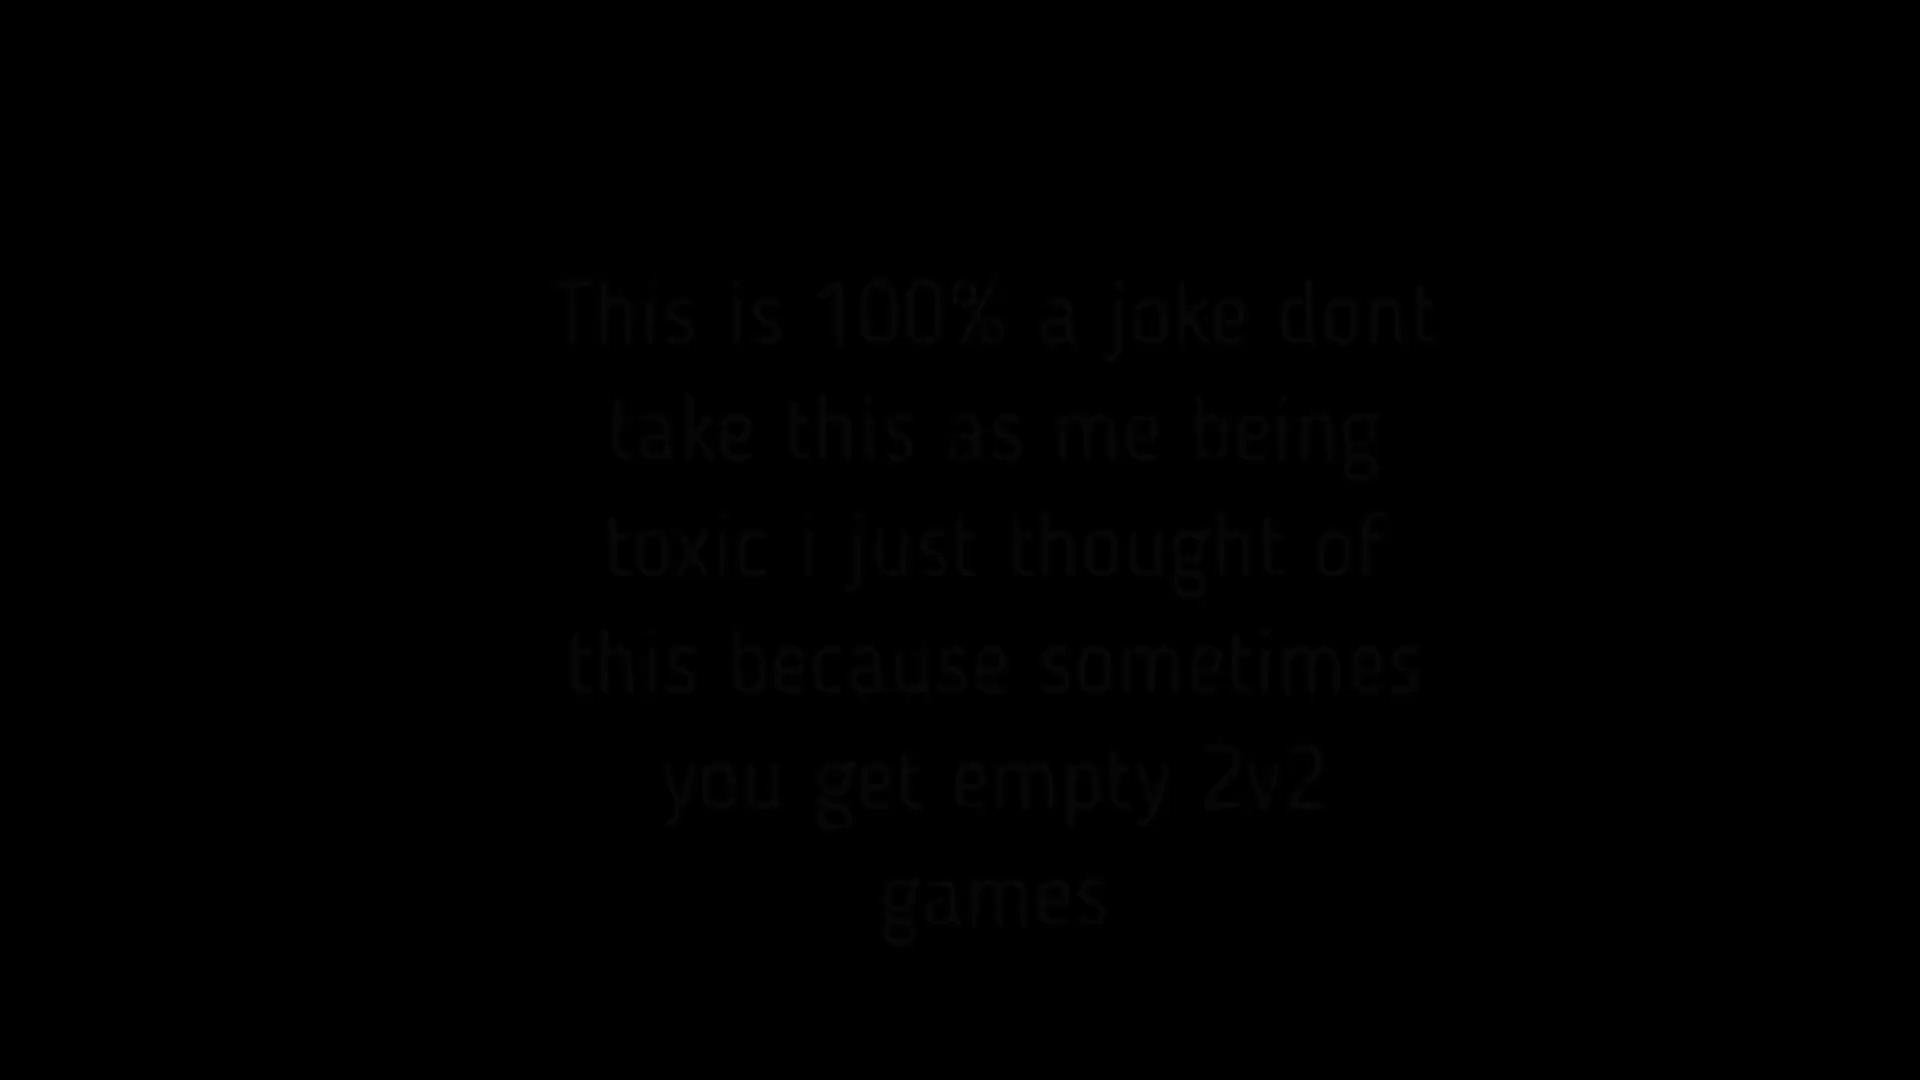 This is 100% a joke dont
take this as me being
toxic i just thought of
this because sometimes
you get empty 2v2
games